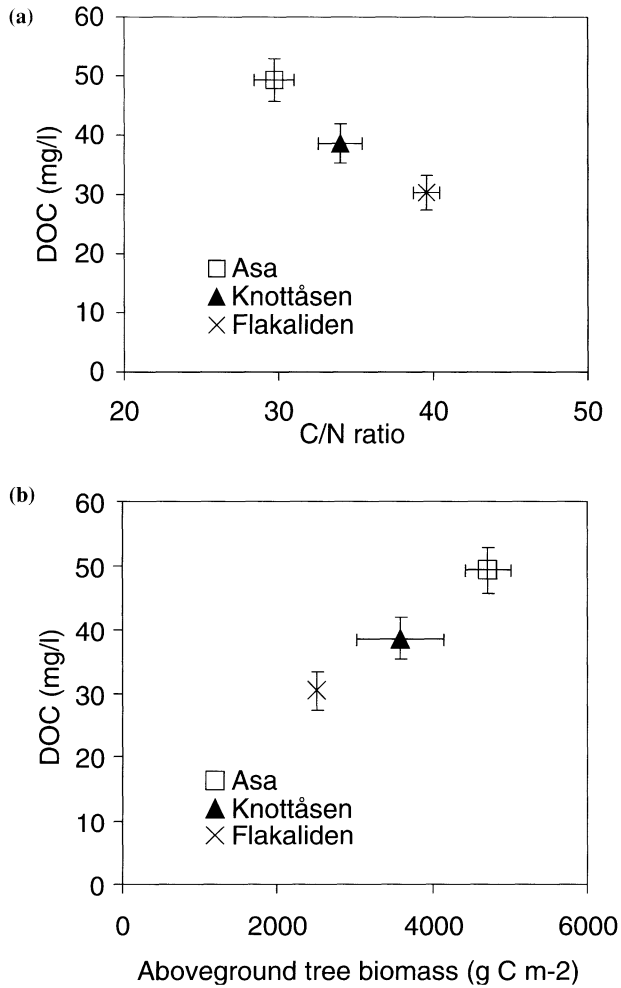 (a)
60
50
40
30
20
10
0
DOC (mg/l)
□ Asa
▲ Knottåsen
× Flakaliden
20 30 40 50
C/N ratio
(b)
60
50
40
30
20
10
0
DOC (mg/l)
□ Asa
▲ Knottåsen
× Flakaliden
0 2000 4000 6000
Aboveground tree biomass (g C m-2)